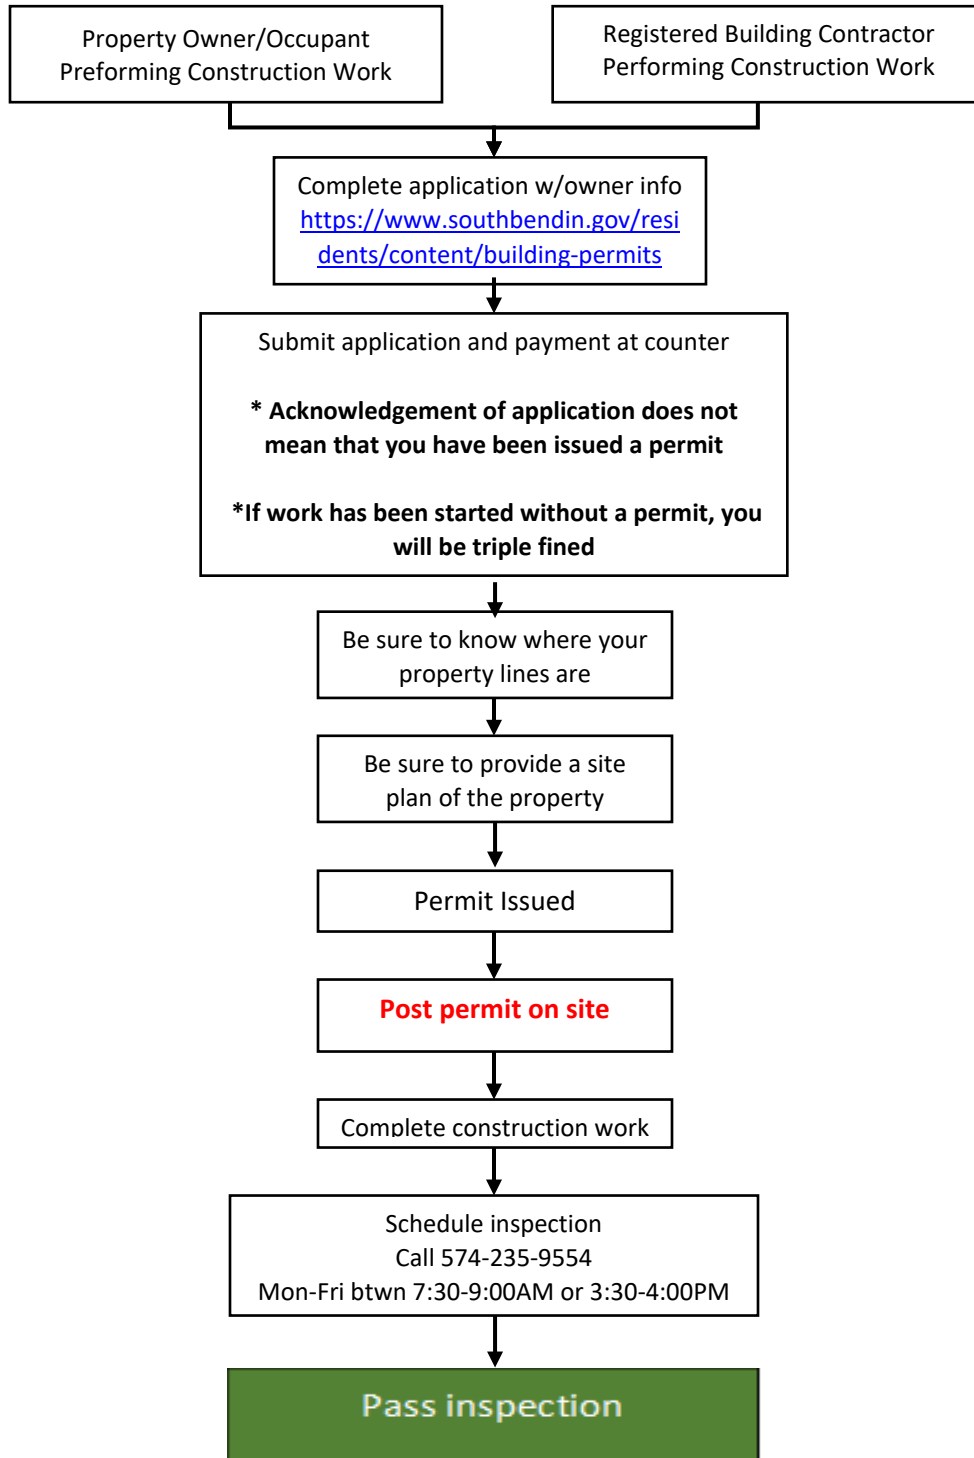 Property Owner/Occupant
Preforming Construction Work
Registered Building Contractor
Performing Construction Work
Complete application w/owner info
https://www.southbendin.gov/resi
dents/content/building-permits
Submit application and payment at counter
* Acknowledgement of application does not
mean that you have been issued a permit
*If work has been started without a permit, you
will be triple fined
Be sure to know where your
property lines are
Be sure to provide a site
plan of the property
Permit Issued
Post permit on site
Complete construction work
Schedule inspection
Call 574-235-9554
Mon-Fri btwn 7:30-9:00AM or 3:30-4:00PM
Pass inspection